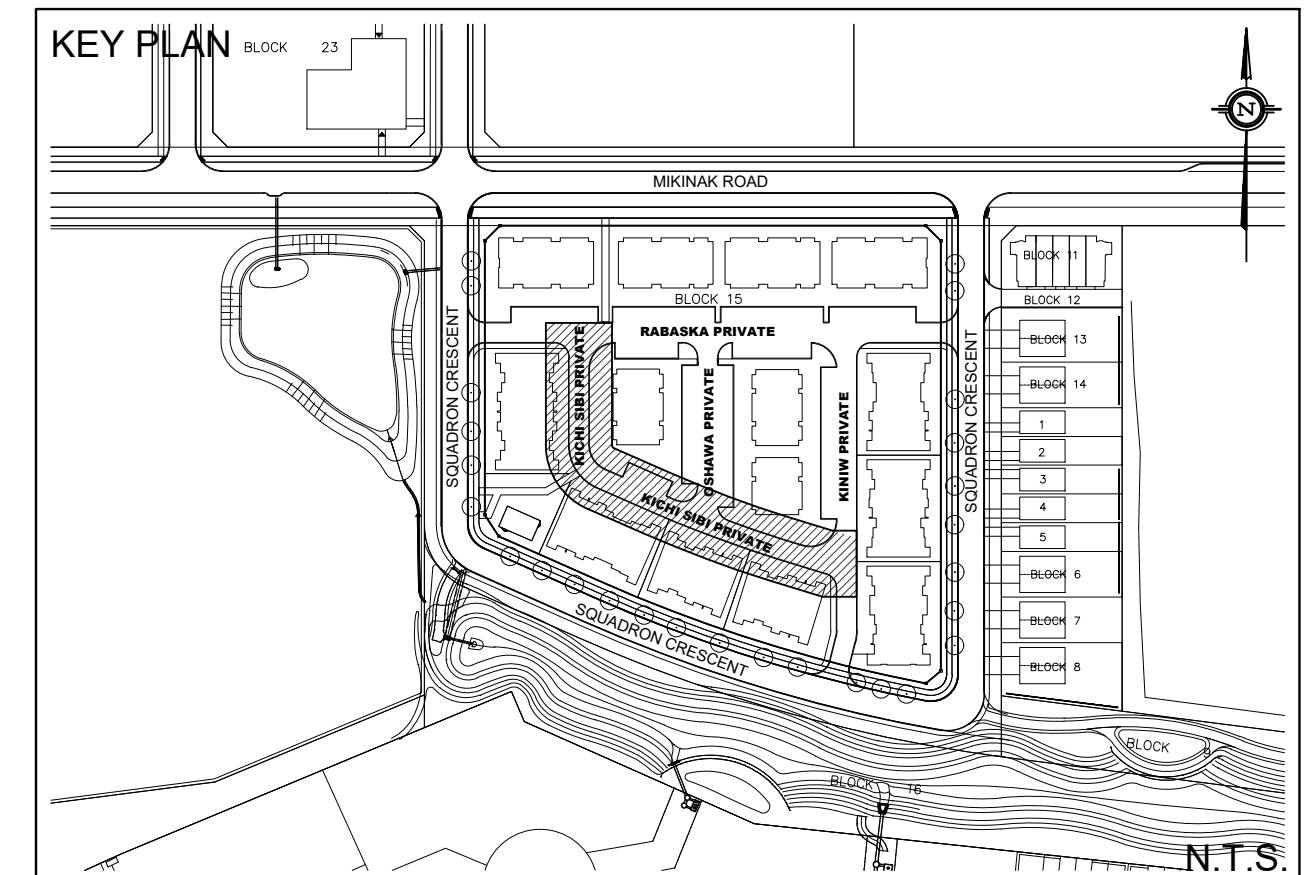 KEY PLAN
BLOCK 23
N
MIKINAK ROAD
BLOCK 11
BLOCK 15
BLOCK 12
RABASKA PRIVATE
BLOCK 13
BLOCK 14
SQUADRON CRESCENT
KICHI SIBI PRIVATE
OSHAWA PRIVATE
KINIW PRIVATE
SQUADRON CRESCENT
1
2
3
4
5
KICHI SIBI PRIVATE
BLOCK 6
BLOCK 7
BLOCK 8
SQUADRON CRESCENT
BLOCK 9
BLOCK 16
N.T.S.